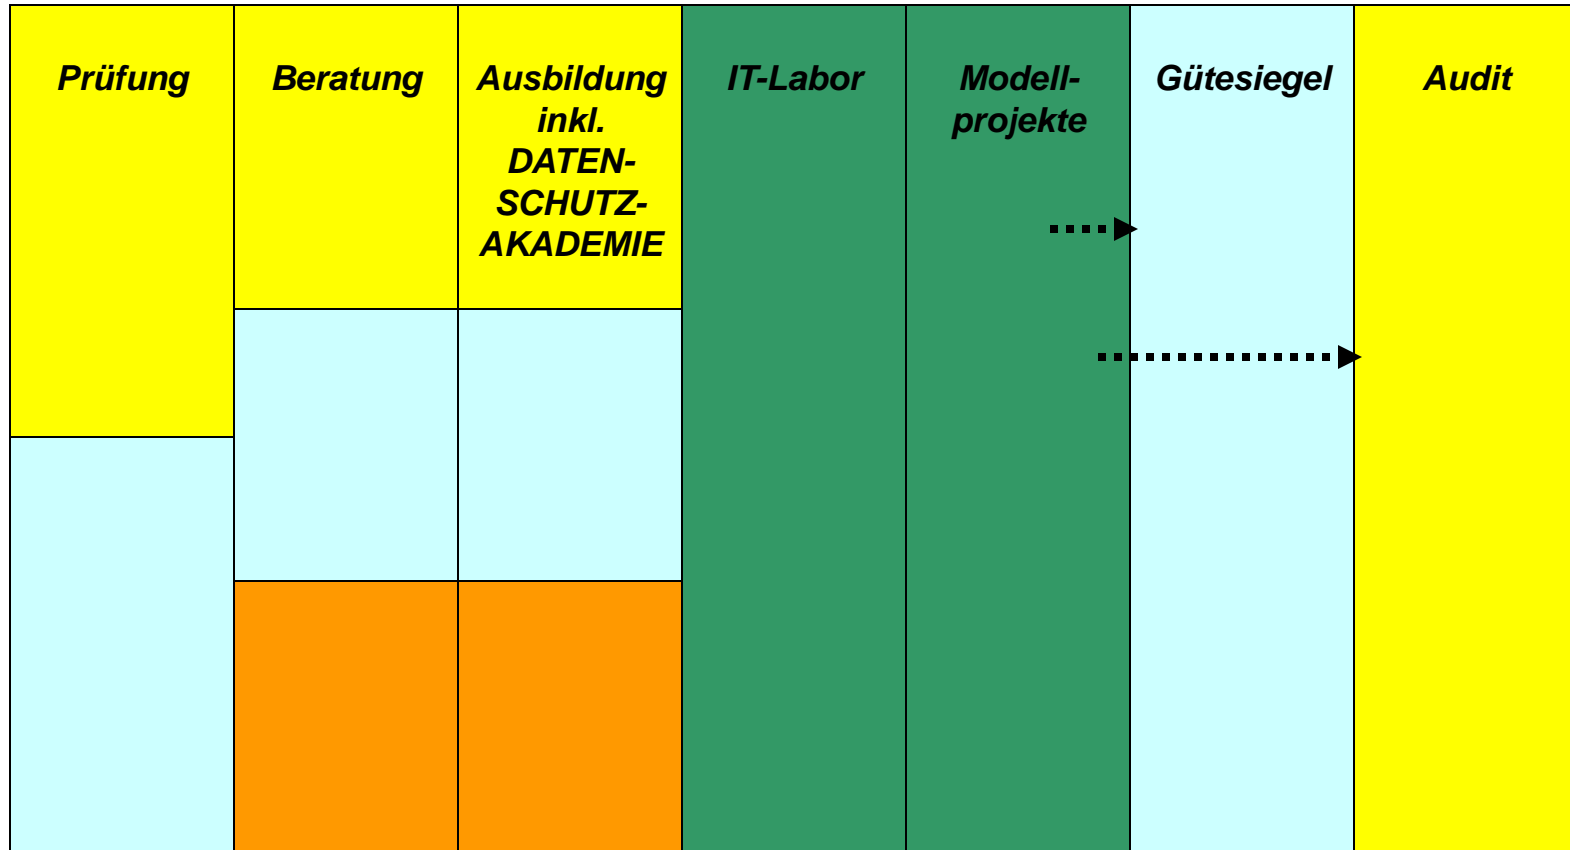 Prüfung
Beratung
Ausbildung
inkl.
DATEN-
SCHUTZ-
AKADEMIE
IT-Labor
Modell-
projekte
Gütesiegel
Audit